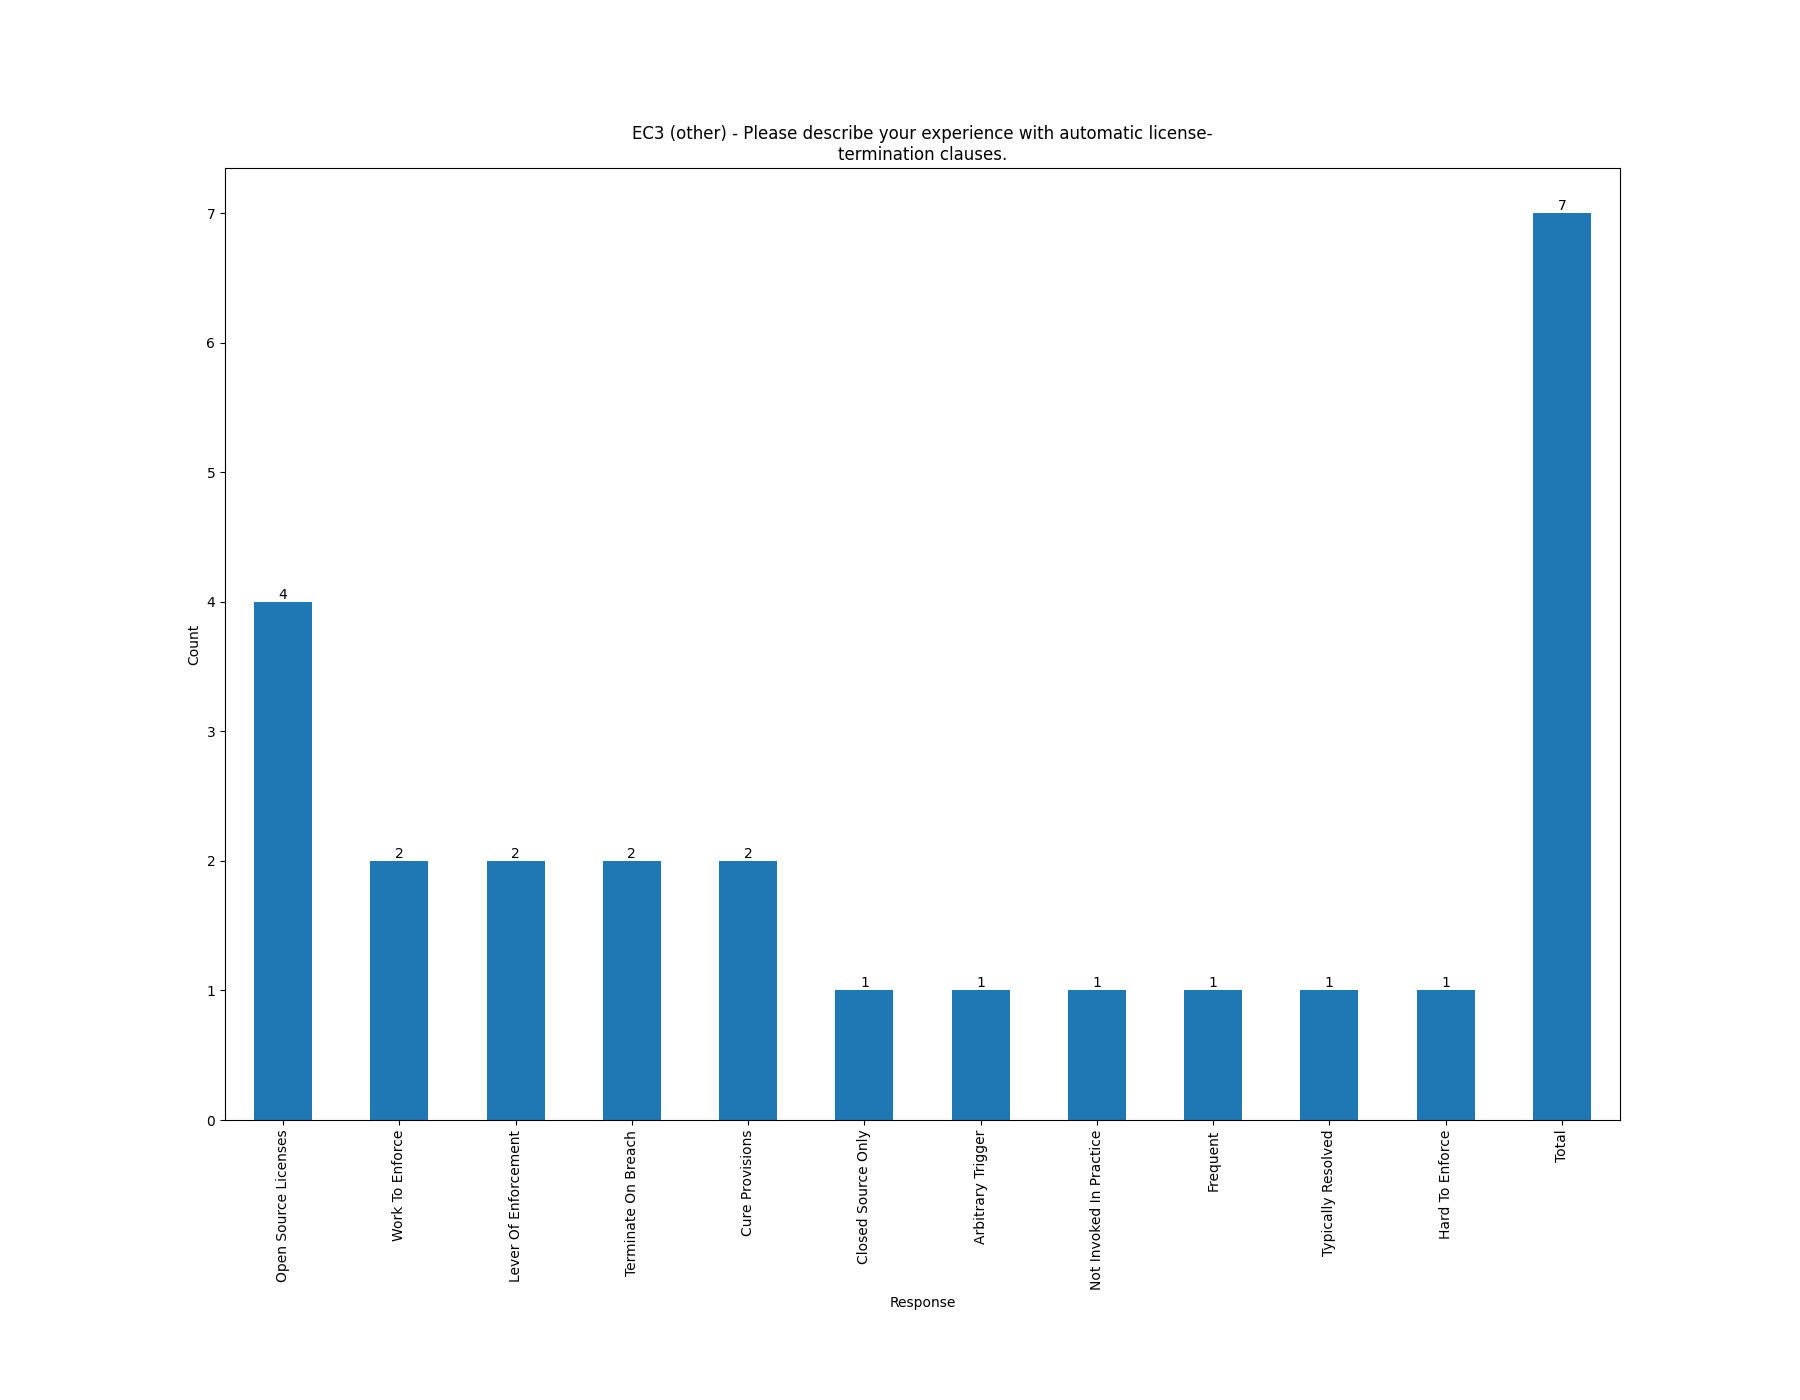 EC3 (other) - Please describe your experience with automatic license-
termination clauses.
7
6
5
4
3
2
1
0
Count
4
2
2
2
2
1
1
1
1
1
1
7
Open Source Licenses
Work To Enforce
Lever Of Enforcement
Terminate On Breach
Cure Provisions
Closed Source Only
Arbitrary Trigger
Not Invoked In Practice
Frequent
Typically Resolved
Hard To Enforce
Total
Response